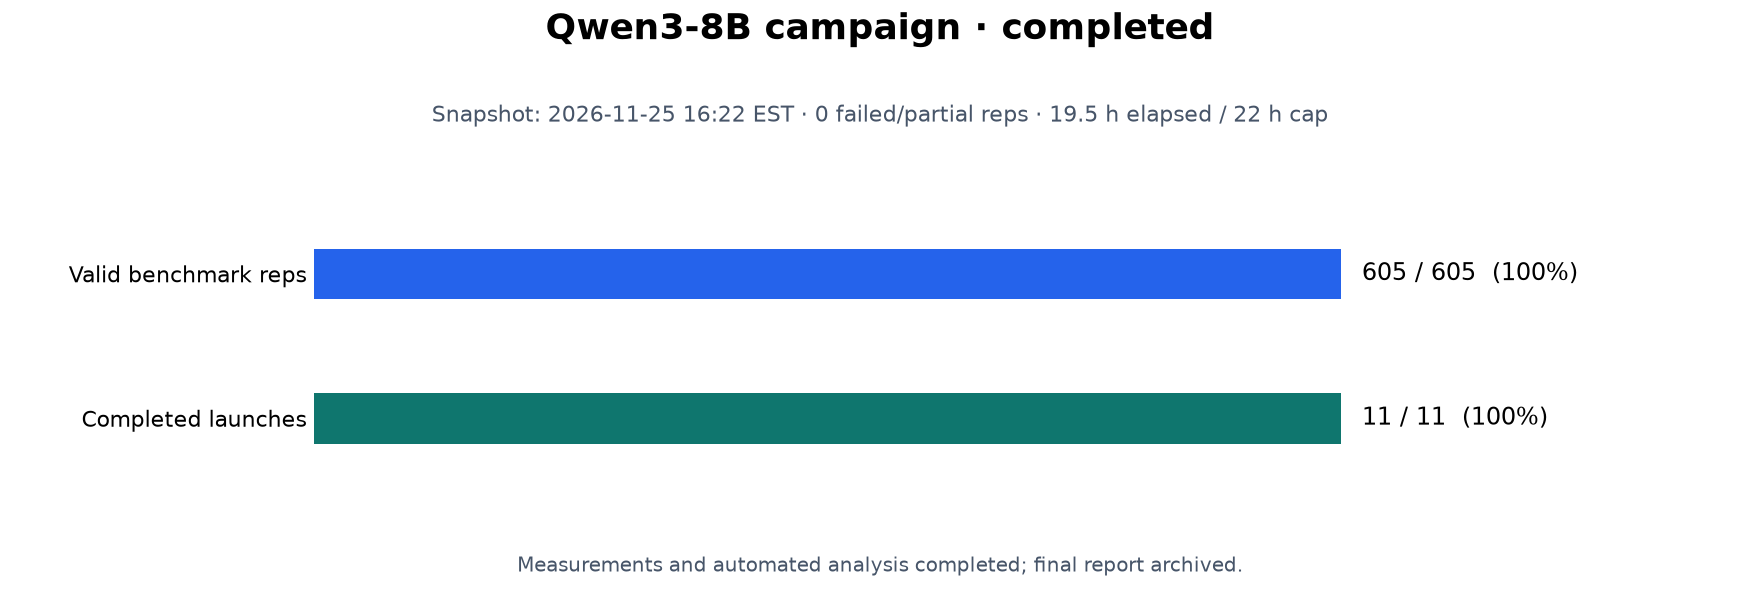 Qwen3-8B campaign · completed
Snapshot: 2026-11-25 16:22 EST · 0 failed/partial reps · 19.5 h elapsed / 22 h cap
Valid benchmark reps 605 / 605 (100%)
Completed launches 11 / 11 (100%)
Measurements and automated analysis completed; final report archived.